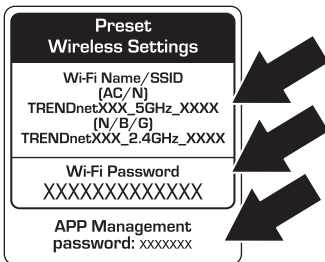 Preset
Wireless Settings
Wi-Fi Name/SSID
(AC/N)
TRENDnetXXX_5GHz_XXXX
(N/B/G)
TRENDnetXXX_2.4GHz_XXXX
Wi-Fi Password
XXXXXXXXXXXXX
APP Management
password: xxxxxxx